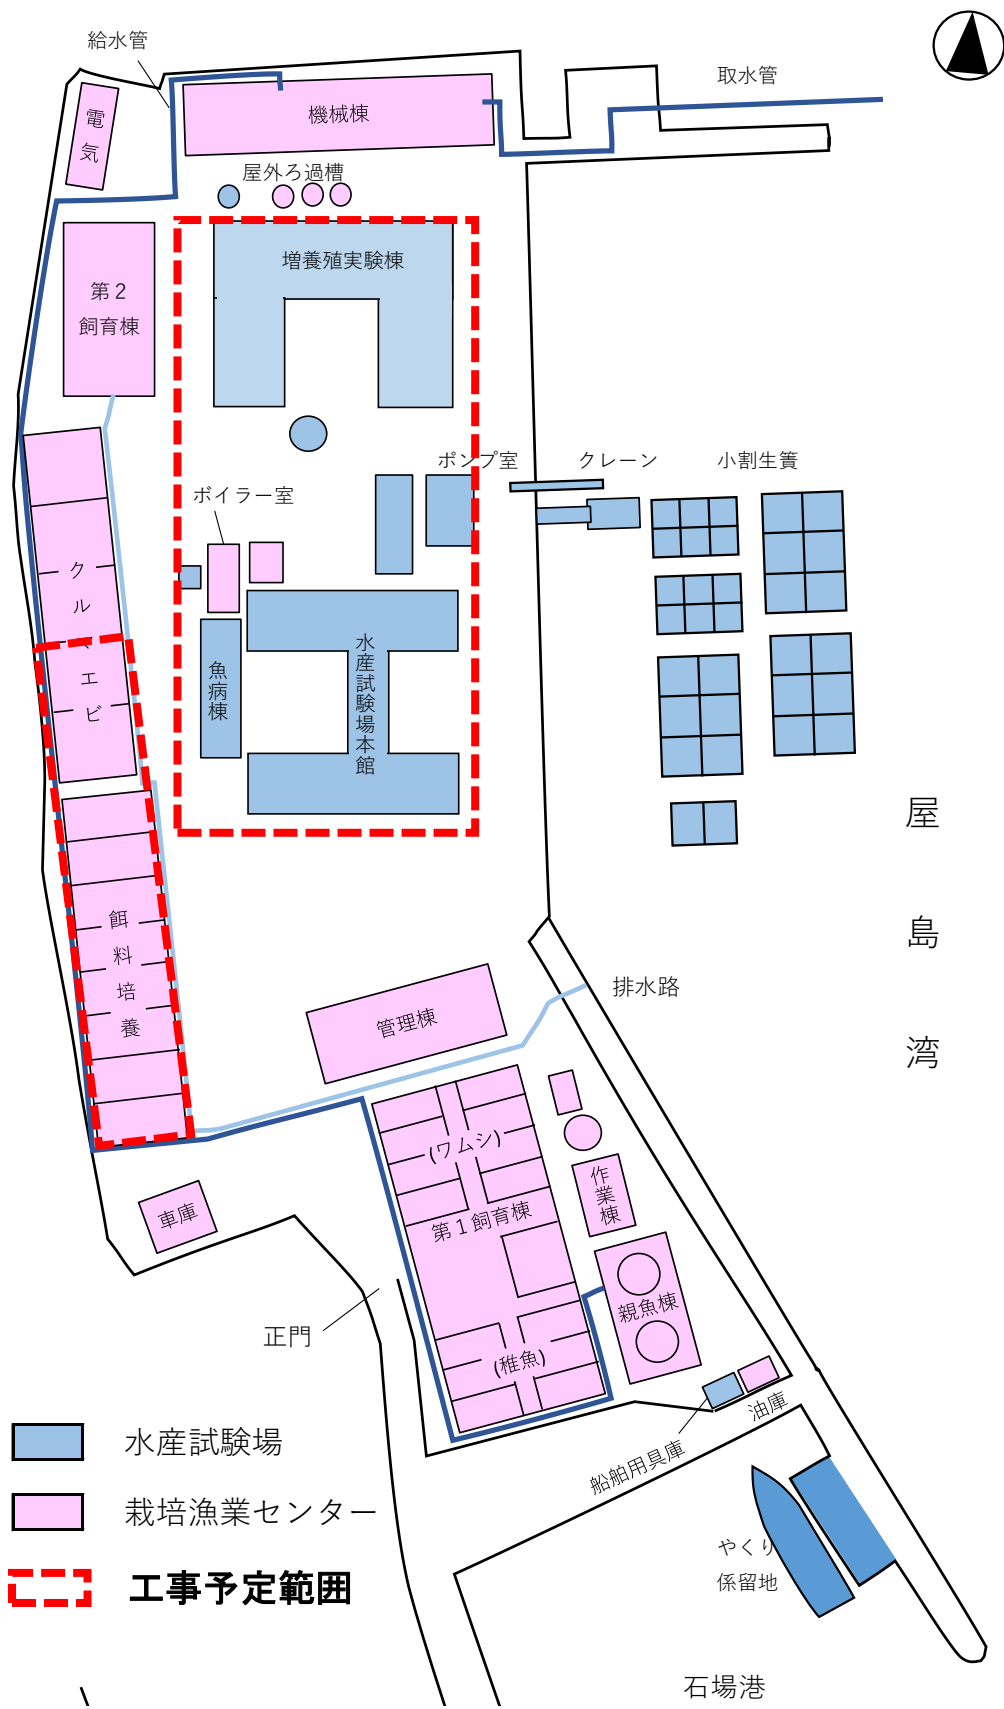 給水管
取水管
電気
機械棟
屋外ろ過槽
増養殖実験棟
第２
飼育棟
ポンプ室
クレーン
小割生簀
ボイラー室
クルマエビ
水産試験場本館
魚病棟
屋島湾
餌料培養
排水路
管理棟
(ワムシ)
作業棟
第１飼育棟
車庫
親魚棟
正門
(稚魚)
油庫
船舶用具庫
水産試験場
栽培漁業センター
工事予定範囲
やくり
係留地
石場港